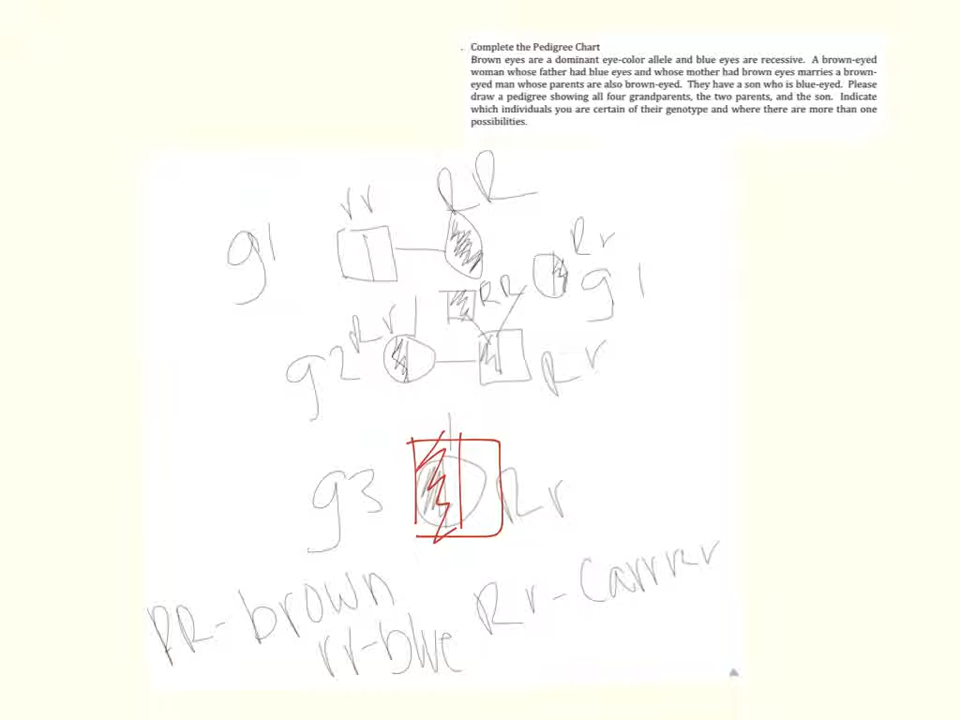 Complete the Pedigree Chart
Brown eyes are a dominant eye-color allele and blue eyes are recessive. A brown-eyed
woman whose father had blue eyes and whose mother had brown eyes marries a brown-
eyed man whose parents are also brown-eyed. They have a son who is blue-eyed. Please
draw a pedigree showing all four grandparents, the two parents, and the son. Indicate
which individuals you are certain of their genotype and where there are more than one
possibilities.
rr RR
g1
Rr
RR g1
g2 Rr
Rr
g3 Rr
RR-brown Rr-Carrrer
rr-blue